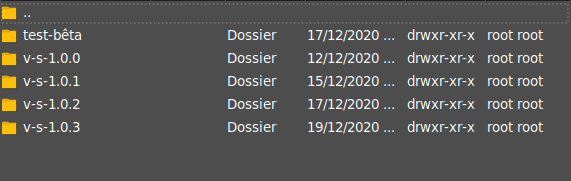 ..
test-bêta Dossier 17/12/2020 ... drwxr-xr-x root root
v-s-1.0.0 Dossier 12/12/2020 ... drwxr-xr-x root root
v-s-1.0.1 Dossier 15/12/2020 ... drwxr-xr-x root root
v-s-1.0.2 Dossier 17/12/2020 ... drwxr-xr-x root root
v-s-1.0.3 Dossier 19/12/2020 ... drwxr-xr-x root root